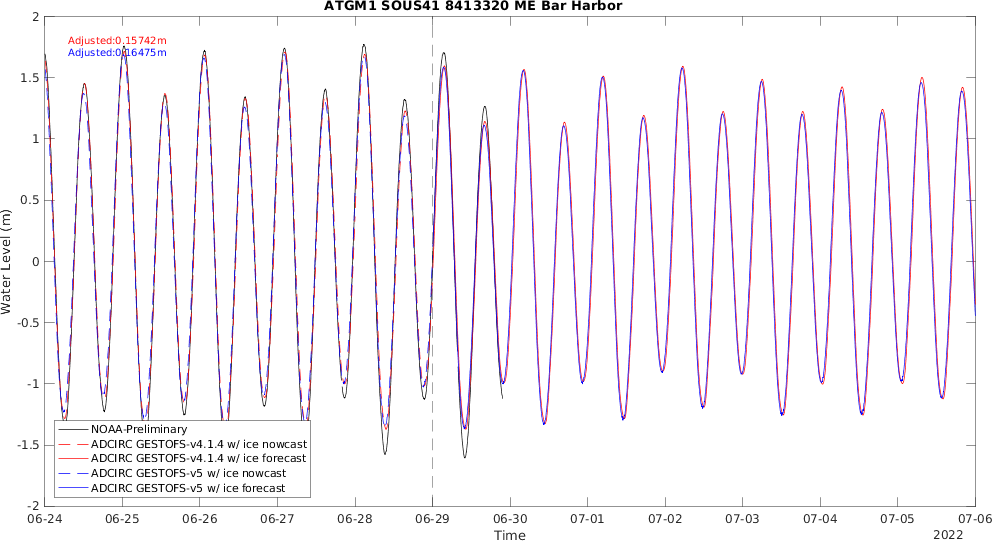 ATGM1 SOUS41 8413320 ME Bar Harbor
Adjusted:0.15742m
Adjusted:0.16475m
2
1.5
1
0.5
0
-0.5
-1
-1.5
-2
Water Level (m)
NOAA-Preliminary
ADCIRC GESTOFS-v4.1.4 w/ ice nowcast
ADCIRC GESTOFS-v4.1.4 w/ ice forecast
ADCIRC GESTOFS-v5 w/ ice nowcast
ADCIRC GESTOFS-v5 w/ ice forecast
06-24 06-25 06-26 06-27 06-28 06-29 06-30 07-01 07-02 07-03 07-04 07-05 07-06
Time
2022